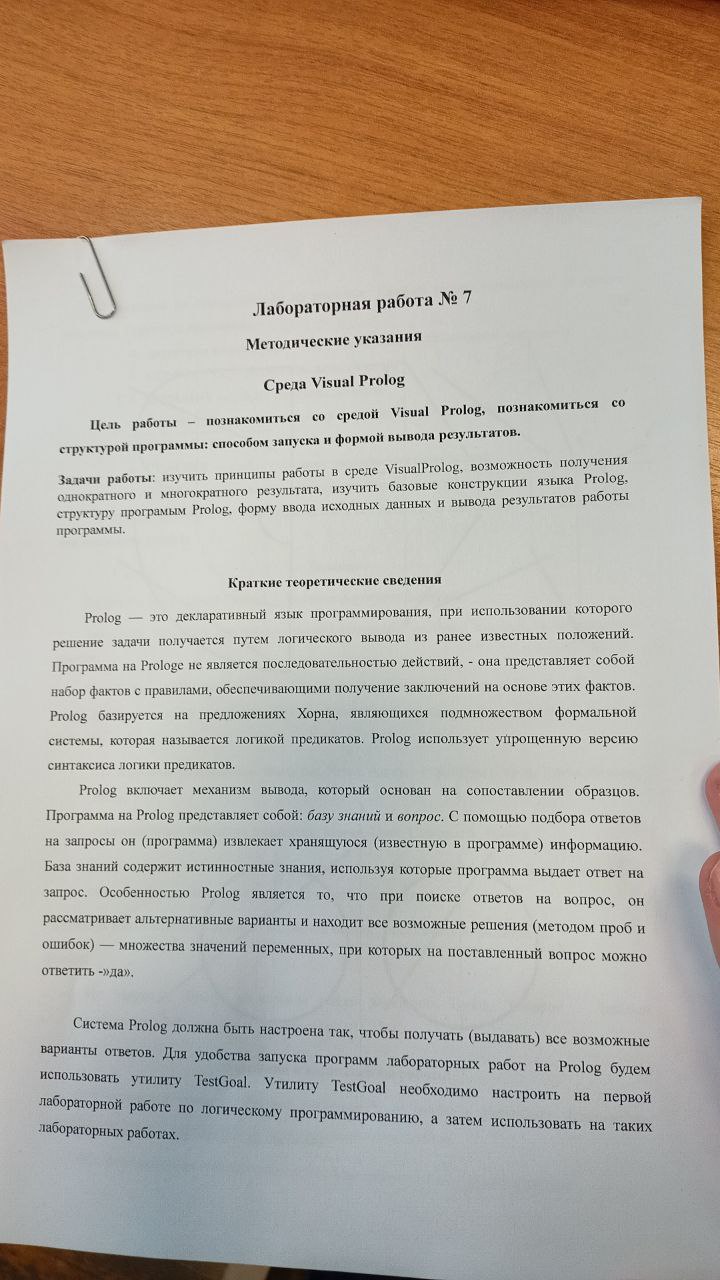 Лабораторная работа № 7
Методические указания
Среда Visual Prolog
Цель работы – познакомиться со средой Visual Prolog, познакомиться со
структурой программы: способом запуска и формой вывода результатов.
Задачи работы: изучить принципы работы в среде VisualProlog, возможность получения
однократного и многократного результата, изучить базовые конструкции языка Prolog,
структуру програмым Prolog, форму ввода исходных данных и вывода результатов работы
программы.
Краткие теоретические сведения
Prolog — это декларативный язык программирования, при использовании которого
решение задачи получается путем логического вывода из ранее известных положений.
Программа на Prologe не является последовательностью действий, - она представляет собой
набор фактов с правилами, обеспечивающими получение заключений на основе этих фактов.
Prolog базируется на предложениях Хорна, являющихся подмножеством формальной
системы, которая называется логикой предикатов. Prolog использует упрощенную версию
синтаксиса логики предикатов.
Prolog включает механизм вывода, который основан на сопоставлении образцов.
Программа на Prolog представляет собой: базу знаний и вопрос. С помощью подбора ответов
на запросы он (программа) извлекает хранящуюся (известную в программе) информацию.
База знаний содержит истинностные знания, используя которые программа выдает ответ на
запрос. Особенностью Prolog является то, что при поиске ответов на вопрос, он
рассматривает альтернативные варианты и находит все возможные решения (методом проб и
ошибок) — множества значений переменных, при которых на поставленный вопрос можно
ответить -»да».
Система Prolog должна быть настроена так, чтобы получать (выдавать) все возможные
варианты ответов. Для удобства запуска программ лабораторных работ на Prolog будем
использовать утилиту TestGoal. Утилиту TestGoal необходимо настроить на первой
лабораторной работе по логическому программированию, а затем использовать на таких
лабораторных работах.